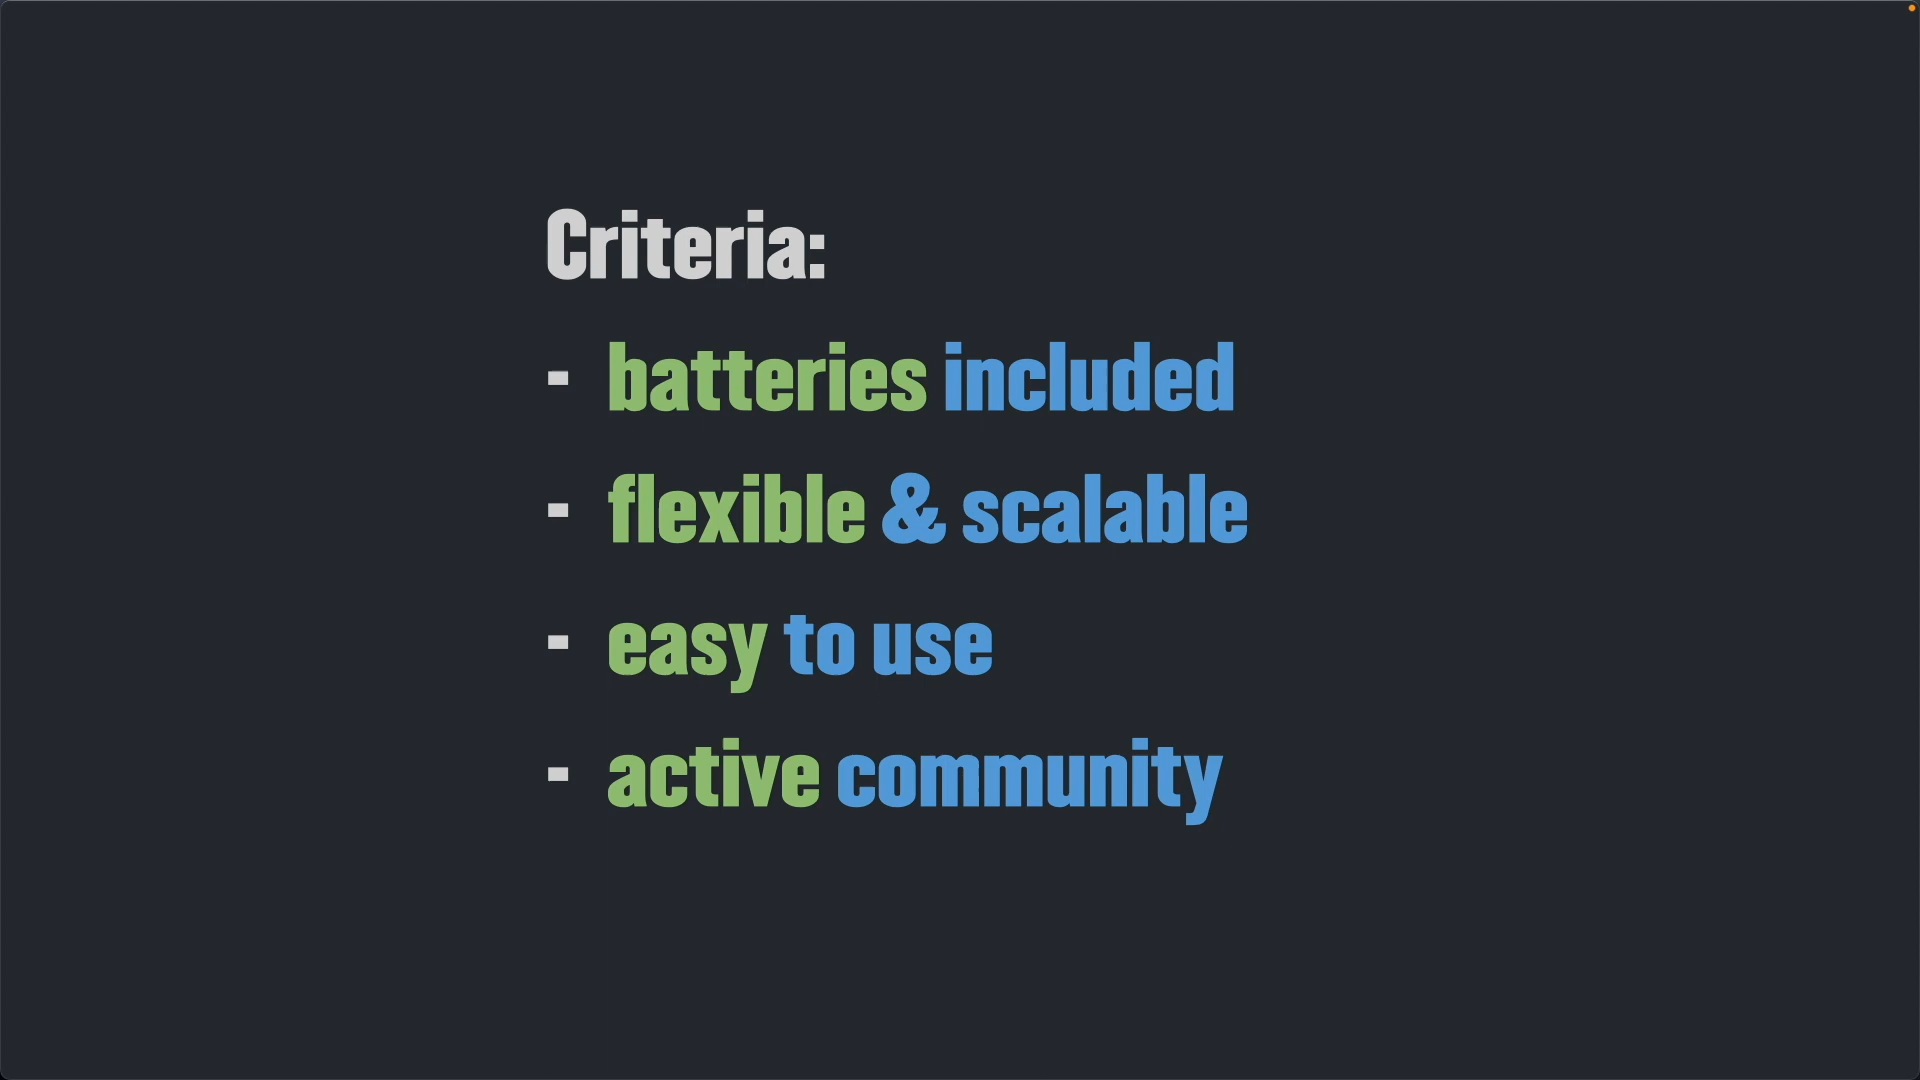 Criteria:
- batteries included
- flexible & scalable
- easy to use
- active community